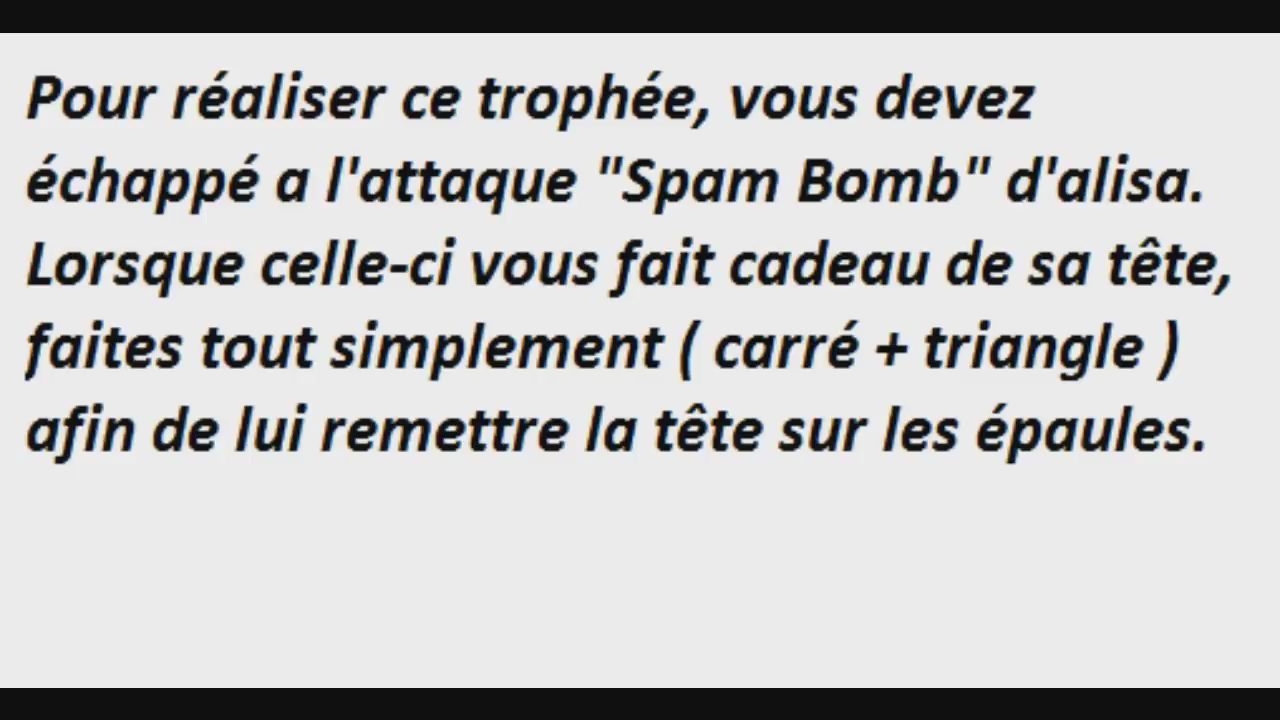 Pour réaliser ce trophée, vous devez
échappé a l'attaque "Spam Bomb" d'alisa.
Lorsque celle-ci vous fait cadeau de sa tête,
faites tout simplement ( carré + triangle )
afin de lui remettre la tête sur les épaules.